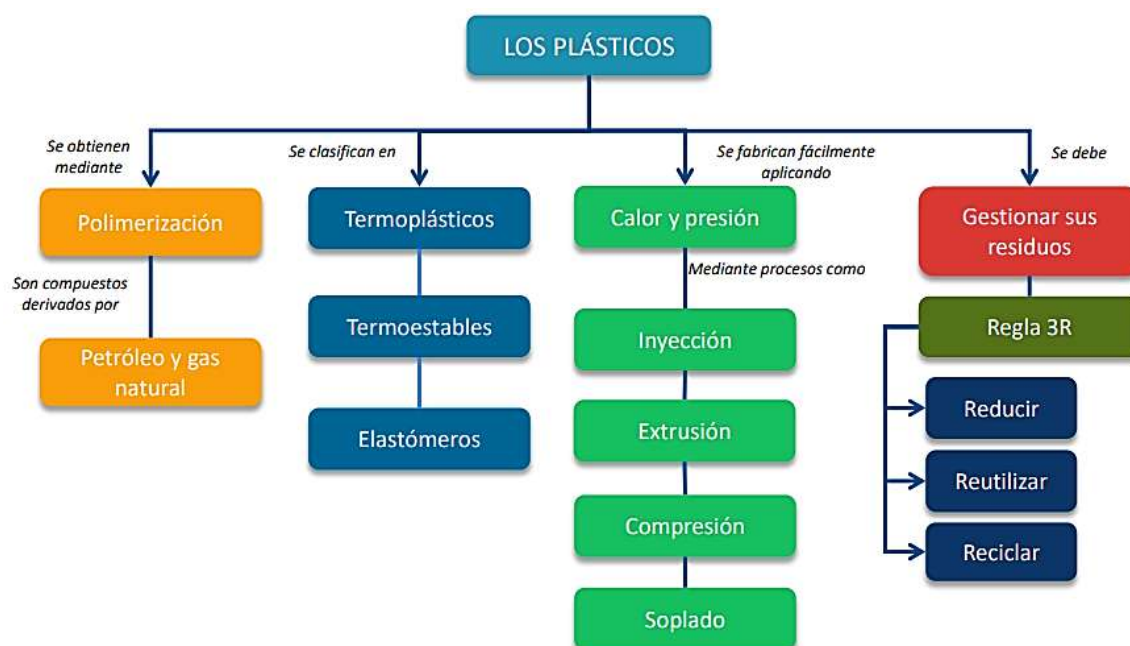 LOS PLÁSTICOS
Se obtienen
mediante
Polimerización
Son compuestos
derivados por
Petróleo y gas
natural
Se clasifican en
Termoplásticos
Termoestables
Elastómeros
Se fabrican fácilmente
aplicando
Calor y presión
Mediante procesos como
Inyección
Extrusión
Compresión
Soplado
Se debe
Gestionar sus
residuos
Regla 3R
Reducir
Reutilizar
Reciclar